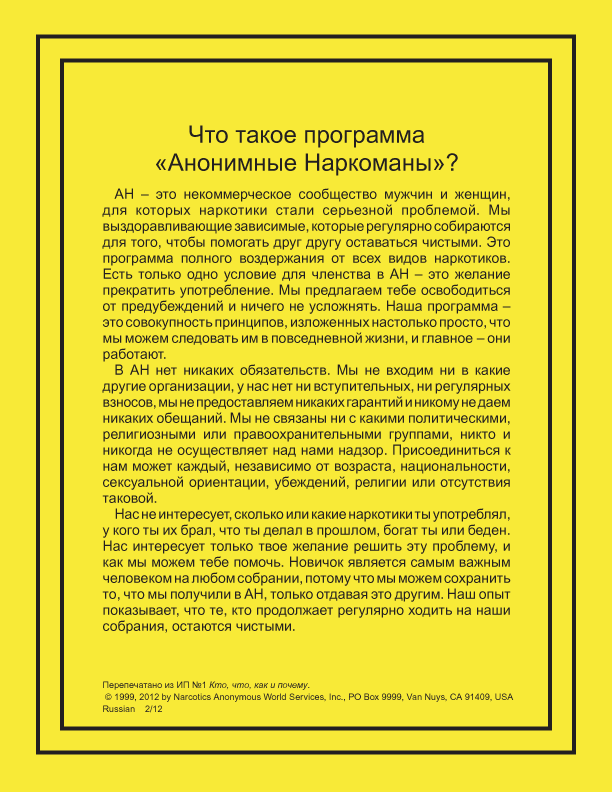 Что такое программа
«Анонимные Наркоманы»?
АН – это некоммерческое сообщество мужчин и женщин,
для которых наркотики стали серьезной проблемой. Мы
выздоравливающие зависимые, которые регулярно собираются
для того, чтобы помогать друг другу оставаться чистыми. Это
программа полного воздержания от всех видов наркотиков.
Есть только одно условие для членства в АН – это желание
прекратить употребление. Мы предлагаем тебе освободиться
от предубеждений и ничего не усложнять. Наша программа –
это совокупность принципов, изложенных настолько просто, что
мы можем следовать им в повседневной жизни, и главное – они
работают.
В АН нет никаких обязательств. Мы не входим ни в какие
другие организации, у нас нет ни вступительных, ни регулярных
взносов, мы не предоставляем никаких гарантий и никому не даем
никаких обещаний. Мы не связаны ни с какими политическими,
религиозными или правоохранительными группами, никто и
никогда не осуществляет над нами надзор. Присоединиться к
нам может каждый, независимо от возраста, национальности,
сексуальной ориентации, убеждений, религии или отсутствия
таковой.
Нас не интересует, сколько или какие наркотики ты употреблял,
у кого ты их брал, что ты делал в прошлом, богат ты или беден.
Нас интересует только твое желание решить эту проблему, и
как мы можем тебе помочь. Новичок является самым важным
человеком на любом собрании, потому что мы можем сохранить
то, что мы получили в АН, только отдавая это другим. Наш опыт
показывает, что те, кто продолжает регулярно ходить на наши
собрания, остаются чистыми.
Перепечатано из ИП №1 Кто, что, как и почему.
© 1999, 2012 by Narcotics Anonymous World Services, Inc., PO Box 9999, Van Nuys, CA 91409, USA
Russian 2/12